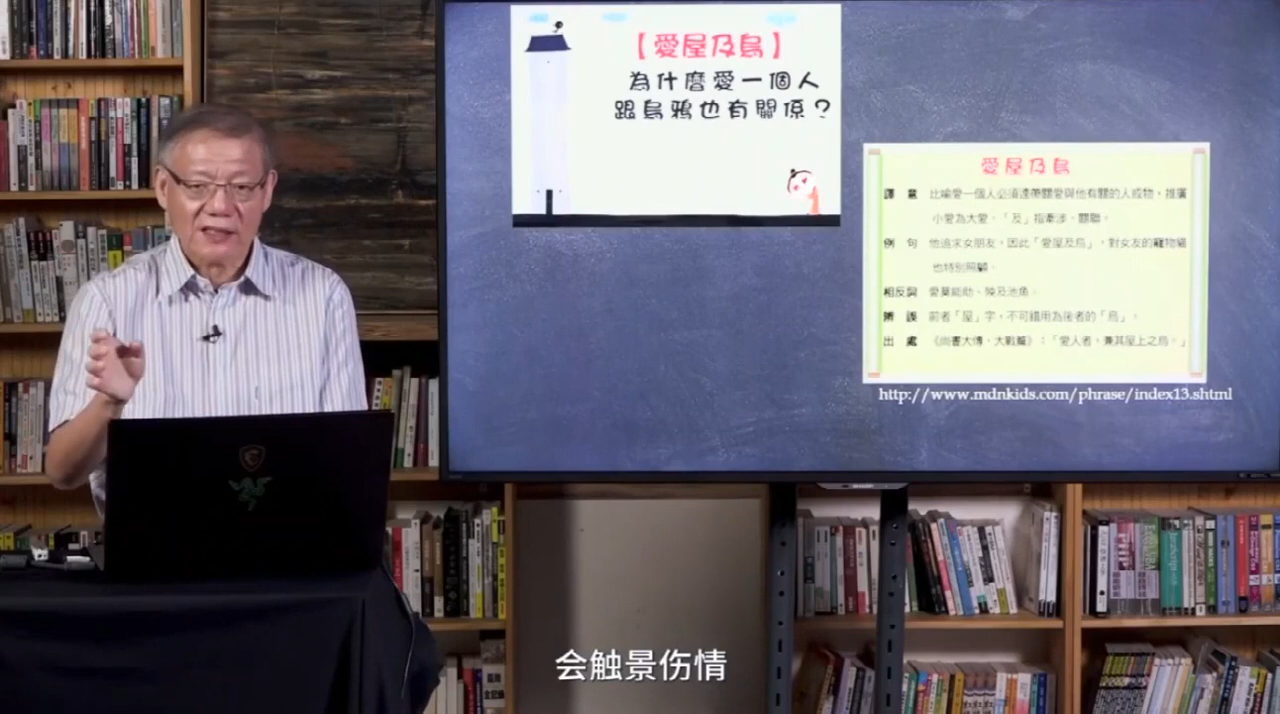 【愛屋及烏】
為什麼愛一個人
跟烏鴉也有關係？
愛屋及烏
譯　意　比喻愛一個人必須連帶關愛與他有關的人或物，推廣
小愛為大愛。「及」指牽涉、關聯。
例　句　他追求女朋友，因此「愛屋及烏」，對女友的寵物貓
他特別照顧。
相反詞　愛莫能助、殃及池魚。
辨　誤　前者「屋」字，不可錯用為後者的「烏」。
出　處　《尚書大傳．大戰篇》：「愛人者，兼其屋上之烏。」
http://www.mdnkids.com/phrase/index13.shtml
会触景伤情